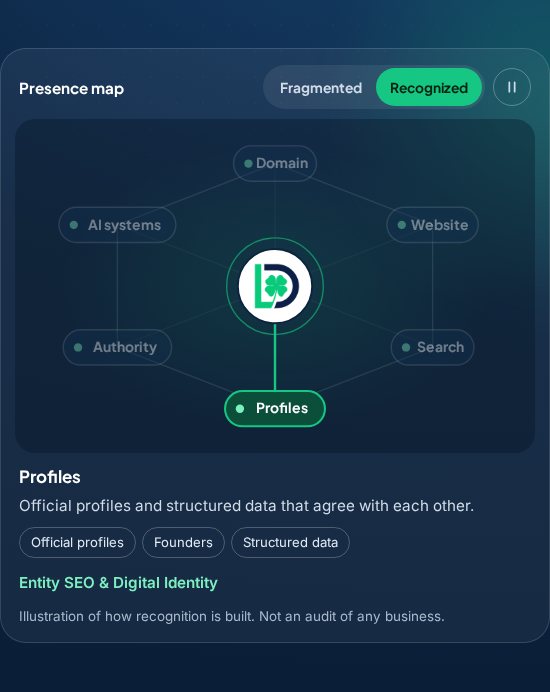 Presence map
Fragmented
Recognized
Domain
AI systems
Website
Authority
Search
Profiles
Profiles
Official profiles and structured data that agree with each other.
Official profiles
Founders
Structured data
Entity SEO & Digital Identity
Illustration of how recognition is built. Not an audit of any business.